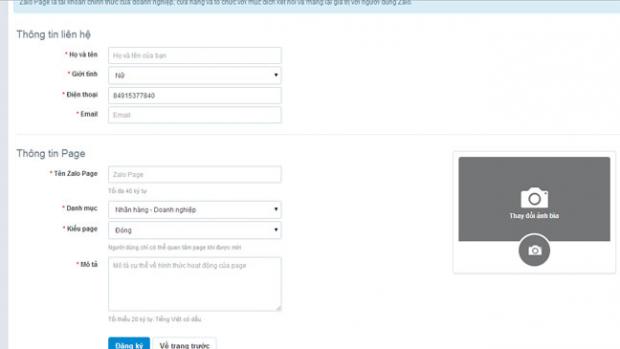 Zalo Page là tài khoản chính thức của doanh nghiệp, cửa hàng và tổ chức với mục đích kết nối và mang lại giá trị với người dùng Zalo.
Thông tin liên hệ
* Họ và tên
Họ và tên của bạn
* Giới tính
Nữ
* Điện thoại
84915377840
* Email
Email
Thông tin Page
* Tên Zalo Page
Zalo Page
Tối đa 40 ký tự
* Danh mục
Nhãn hàng - Doanh nghiệp
* Kiểu page
Đóng
Người dùng chỉ có thể quan tâm page khi được mời
* Mô tả
Mô tả cụ thể về hình thức hoạt động của page
Tối thiểu 20 ký tự. Tiếng Việt có dấu.
Đăng ký
Về trang trước
Thay đổi ảnh bìa